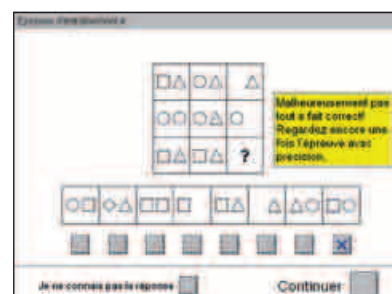 Epreuve d'entraînement
?
Malheureusement pas
tout a fait correct!
Regardez encore une
fois l'épreuve avec
précision.
Je ne connais pas la réponse
Continuer